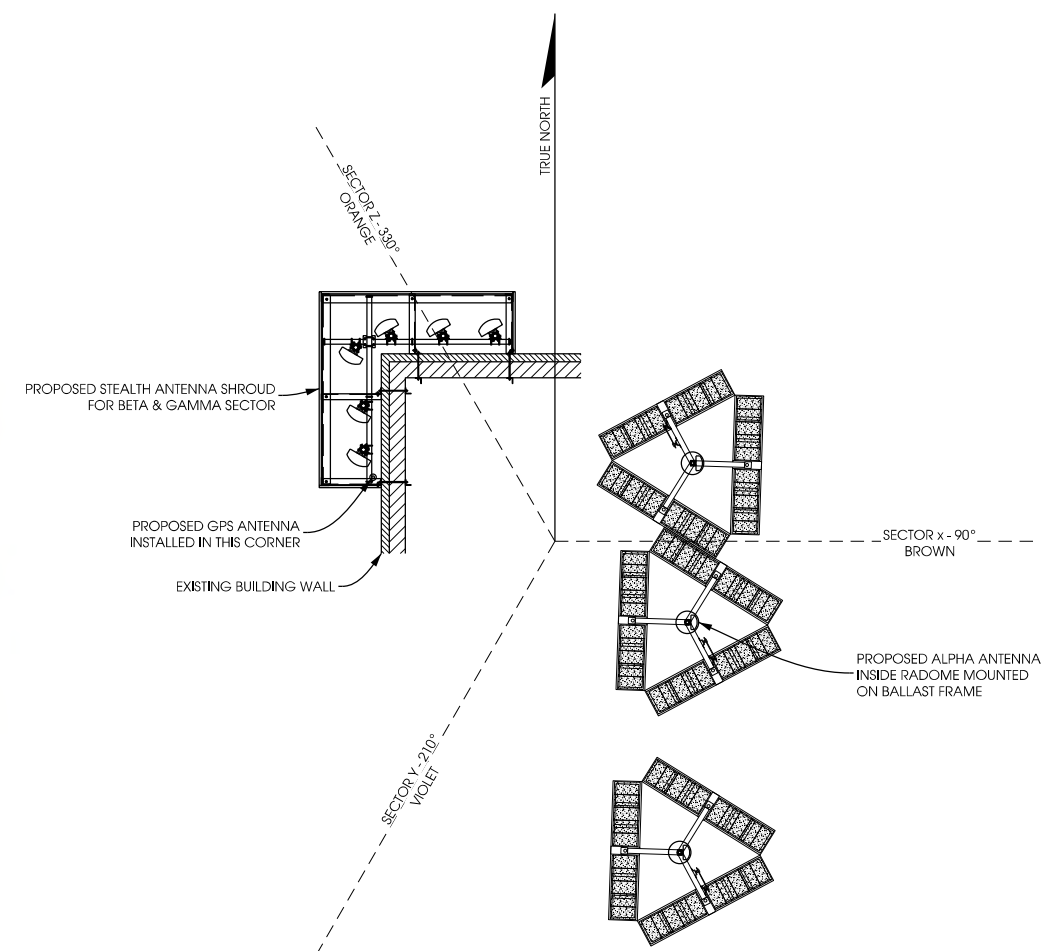 TRUE NORTH
SECTOR Z - 330°
ORANGE
PROPOSED STEALTH ANTENNA SHROUD
FOR BETA & GAMMA SECTOR
PROPOSED GPS ANTENNA
INSTALLED IN THIS CORNER
EXISTING BUILDING WALL
SECTOR x - 90°
BROWN
PROPOSED ALPHA ANTENNA
INSIDE RADOME MOUNTED
ON BALLAST FRAME
SECTOR Y - 210°
VIOLET